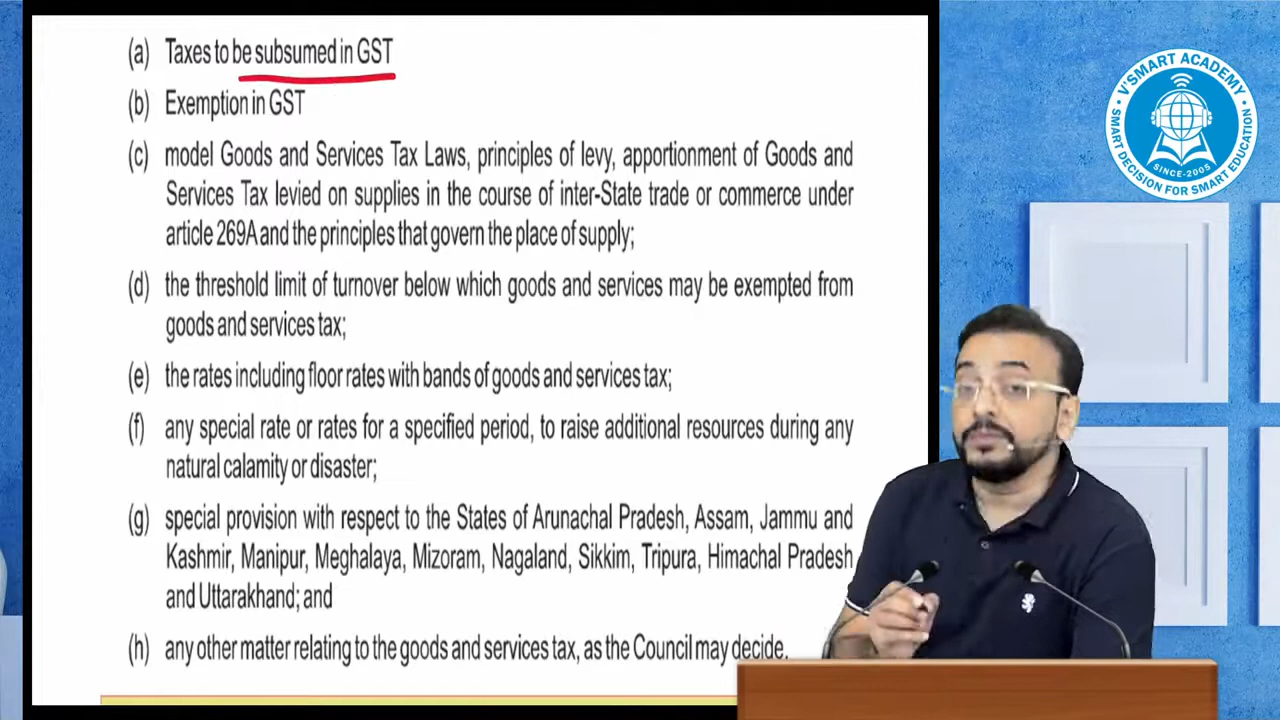 (a) Taxes to be subsumed in GST
(b) Exemption in GST
(c) model Goods and Services Tax Laws, principles of levy, apportionment of Goods and
Services Tax levied on supplies in the course of inter-State trade or commerce under
article 269A and the principles that govern the place of supply;
(d) the threshold limit of turnover below which goods and services may be exempted from
goods and services tax;
(e) the rates including floor rates with bands of goods and services tax;
(f) any special rate or rates for a specified period, to raise additional resources during any
natural calamity or disaster;
(g) special provision with respect to the States of Arunachal Pradesh, Assam, Jammu and
Kashmir, Manipur, Meghalaya, Mizoram, Nagaland, Sikkim, Tripura, Himachal Pradesh
and Uttarakhand; and
(h) any other matter relating to the goods and services tax, as the Council may decide.
V'SMART ACADEMY
SINCE-2005
SMART DECISION FOR SMART EDUCATION